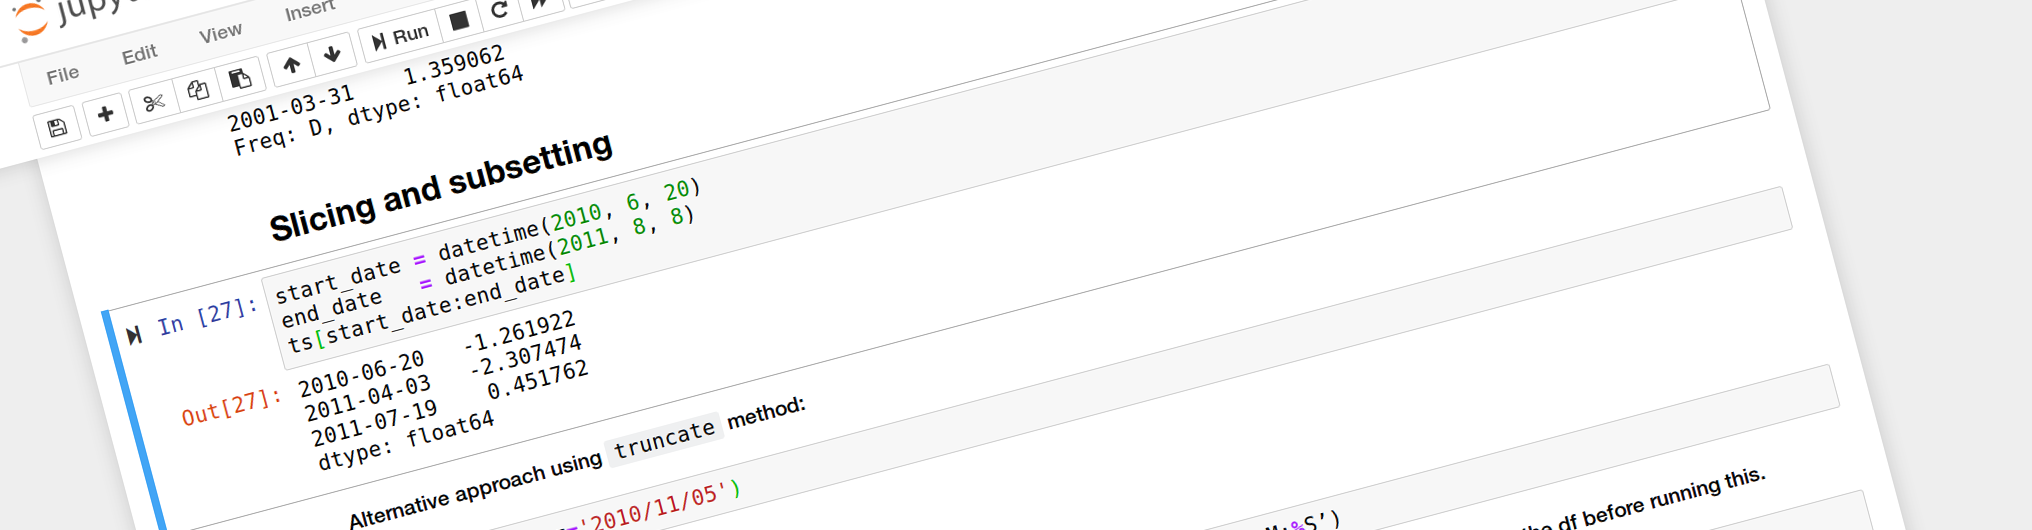 File Edit View Insert
Run
2001-03-31 1.359062
Freq: D, dtype: float64
Slicing and subsetting
In [27]: start_date = datetime(2010, 6, 20)
end_date = datetime(2011, 8, 8)
ts[start_date:end_date]
Out[27]: 2010-06-20 -1.261922
2011-04-03 -2.307474
2011-07-19 0.451762
dtype: float64
Alternative approach using truncate method:
='2010/11/05')
%S’)
df before running this.